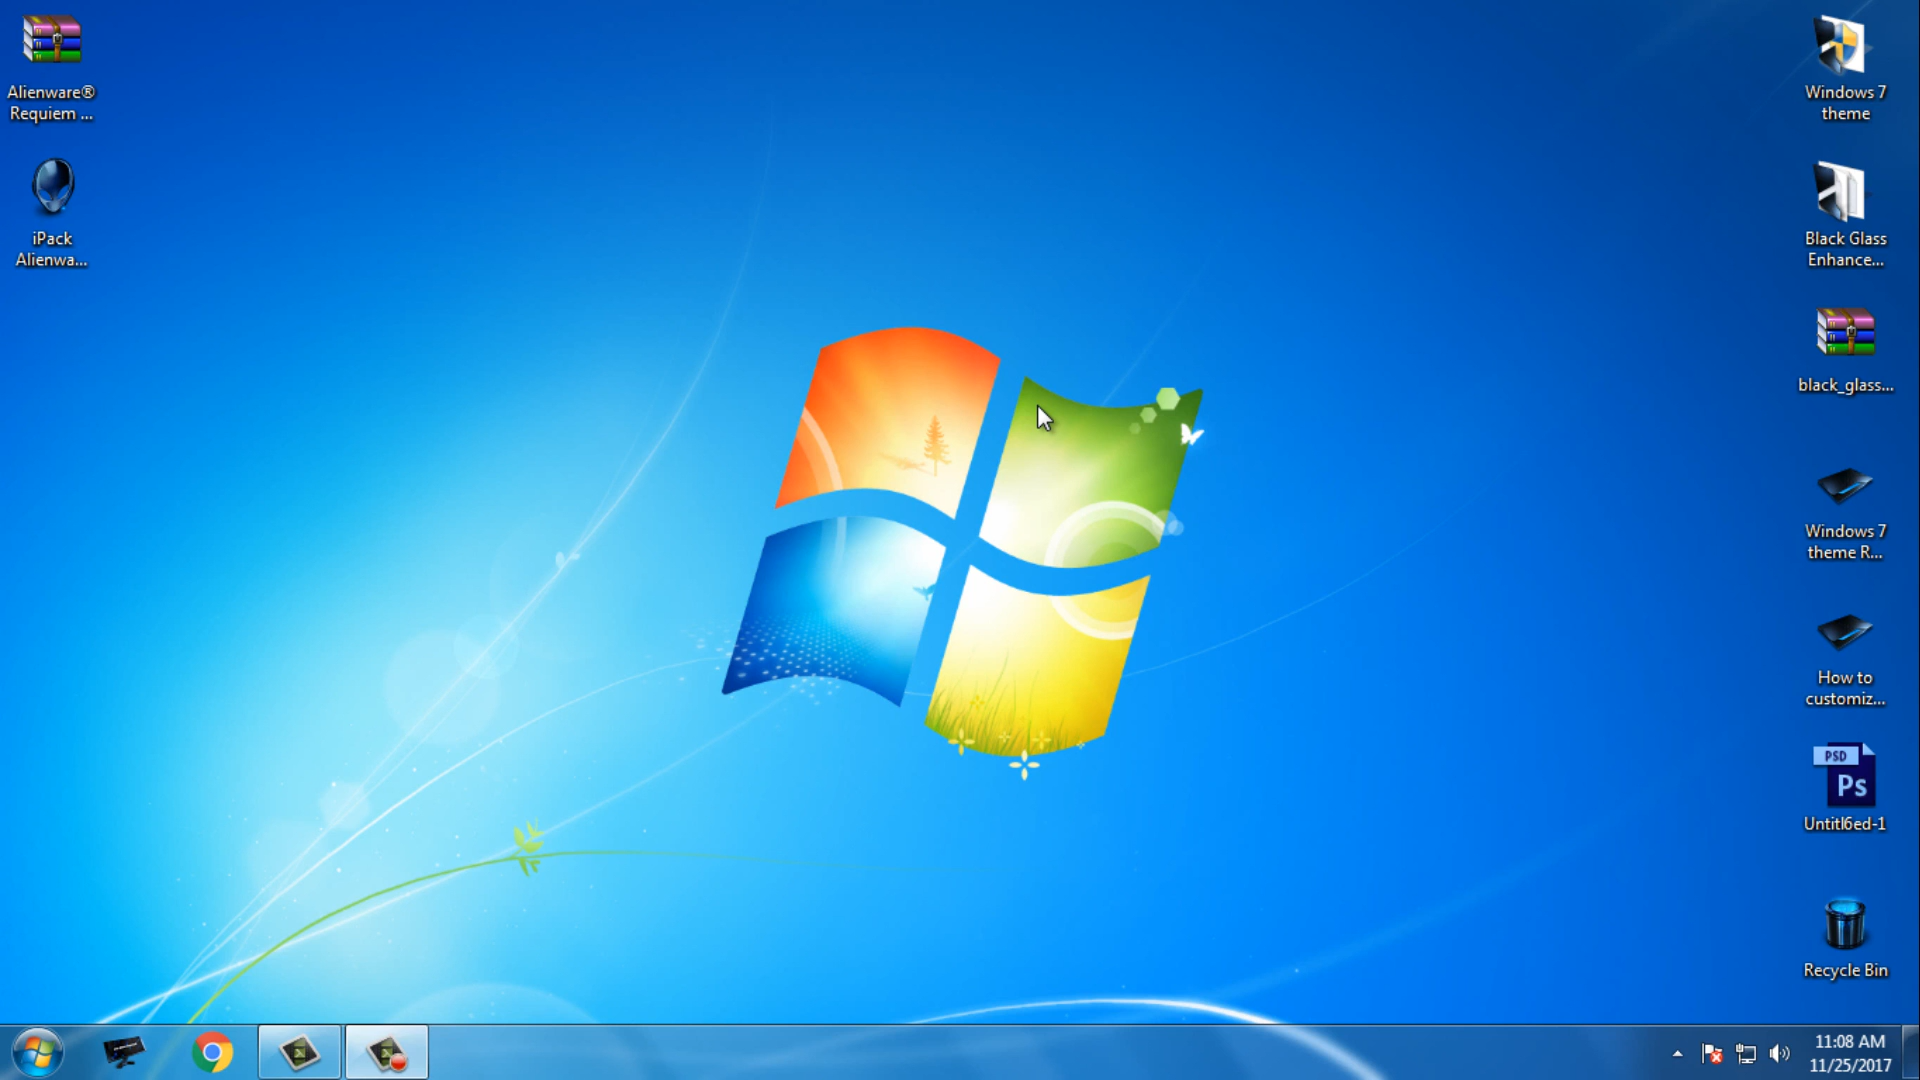 Alienware®
Requiem ...
iPack
Alienwa...
Windows 7
theme
Black Glass
Enhance...
black_glass...
Windows 7
theme R...
How to
customiz...
PSD
Ps
Untitl6ed-1
Recycle Bin
11:08 AM
11/25/2017